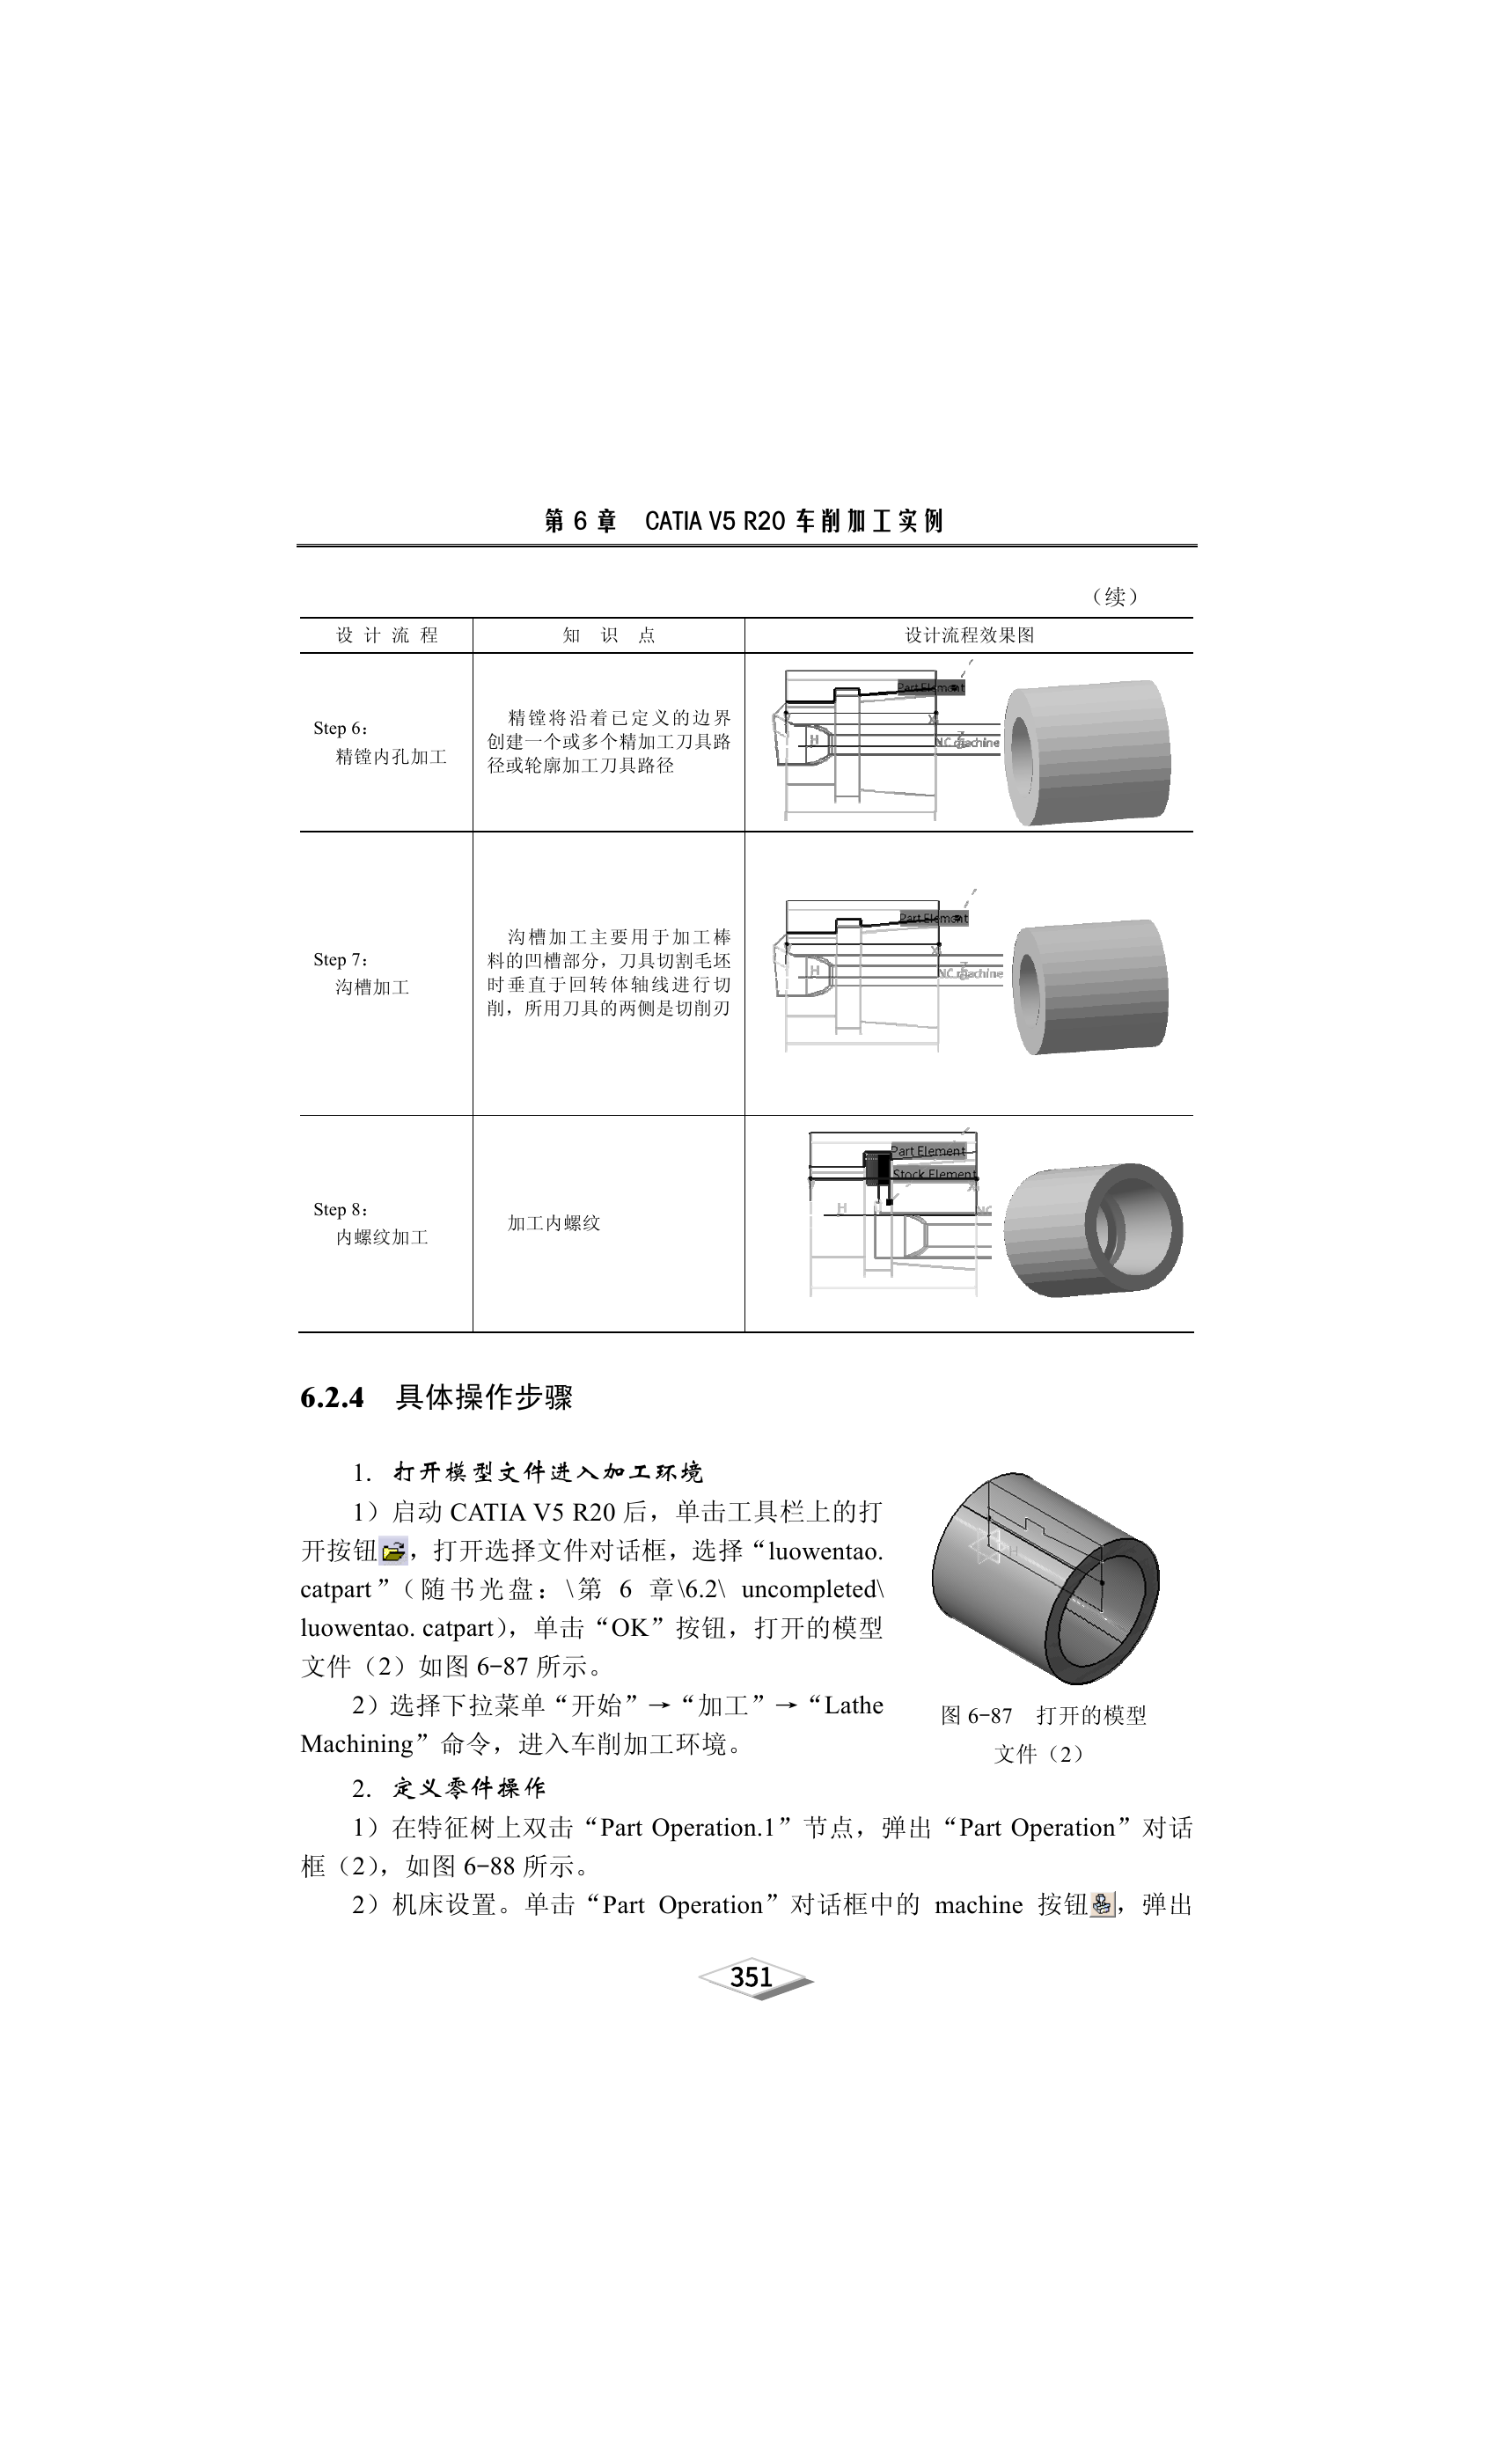 第 6 章　CATIA V5 R20 车削加工实例
（续）
设 计 流 程
知　识　点
设计流程效果图
Step 6：
精镗内孔加工
精镗将沿着已定义的边界
创建一个或多个精加工刀具路
径或轮廓加工刀具路径
Part Element
H
NC machine
Step 7：
沟槽加工
沟槽加工主要用于加工棒
料的凹槽部分，刀具切割毛坯
时垂直于回转体轴线进行切
削，所用刀具的两侧是切削刃
Part Element
H
NC machine
Step 8：
内螺纹加工
加工内螺纹
Part Element
Stock Element
H
NC
6.2.4　具体操作步骤
1．打开模型文件进入加工环境
1）启动 CATIA V5 R20 后，单击工具栏上的打
开按钮，打开选择文件对话框，选择“luowentao.
catpart”（随书光盘：\第 6 章\6.2\ uncompleted\
luowentao. catpart），单击“OK”按钮，打开的模型
文件（2）如图 6-87 所示。
2）选择下拉菜单“开始”→“加工”→“Lathe
Machining”命令，进入车削加工环境。
H
图 6-87　打开的模型
文件（2）
2．定义零件操作
1）在特征树上双击“Part Operation.1”节点，弹出“Part Operation”对话
框（2），如图 6-88 所示。
2）机床设置。单击“Part Operation”对话框中的 machine 按钮，弹出
351